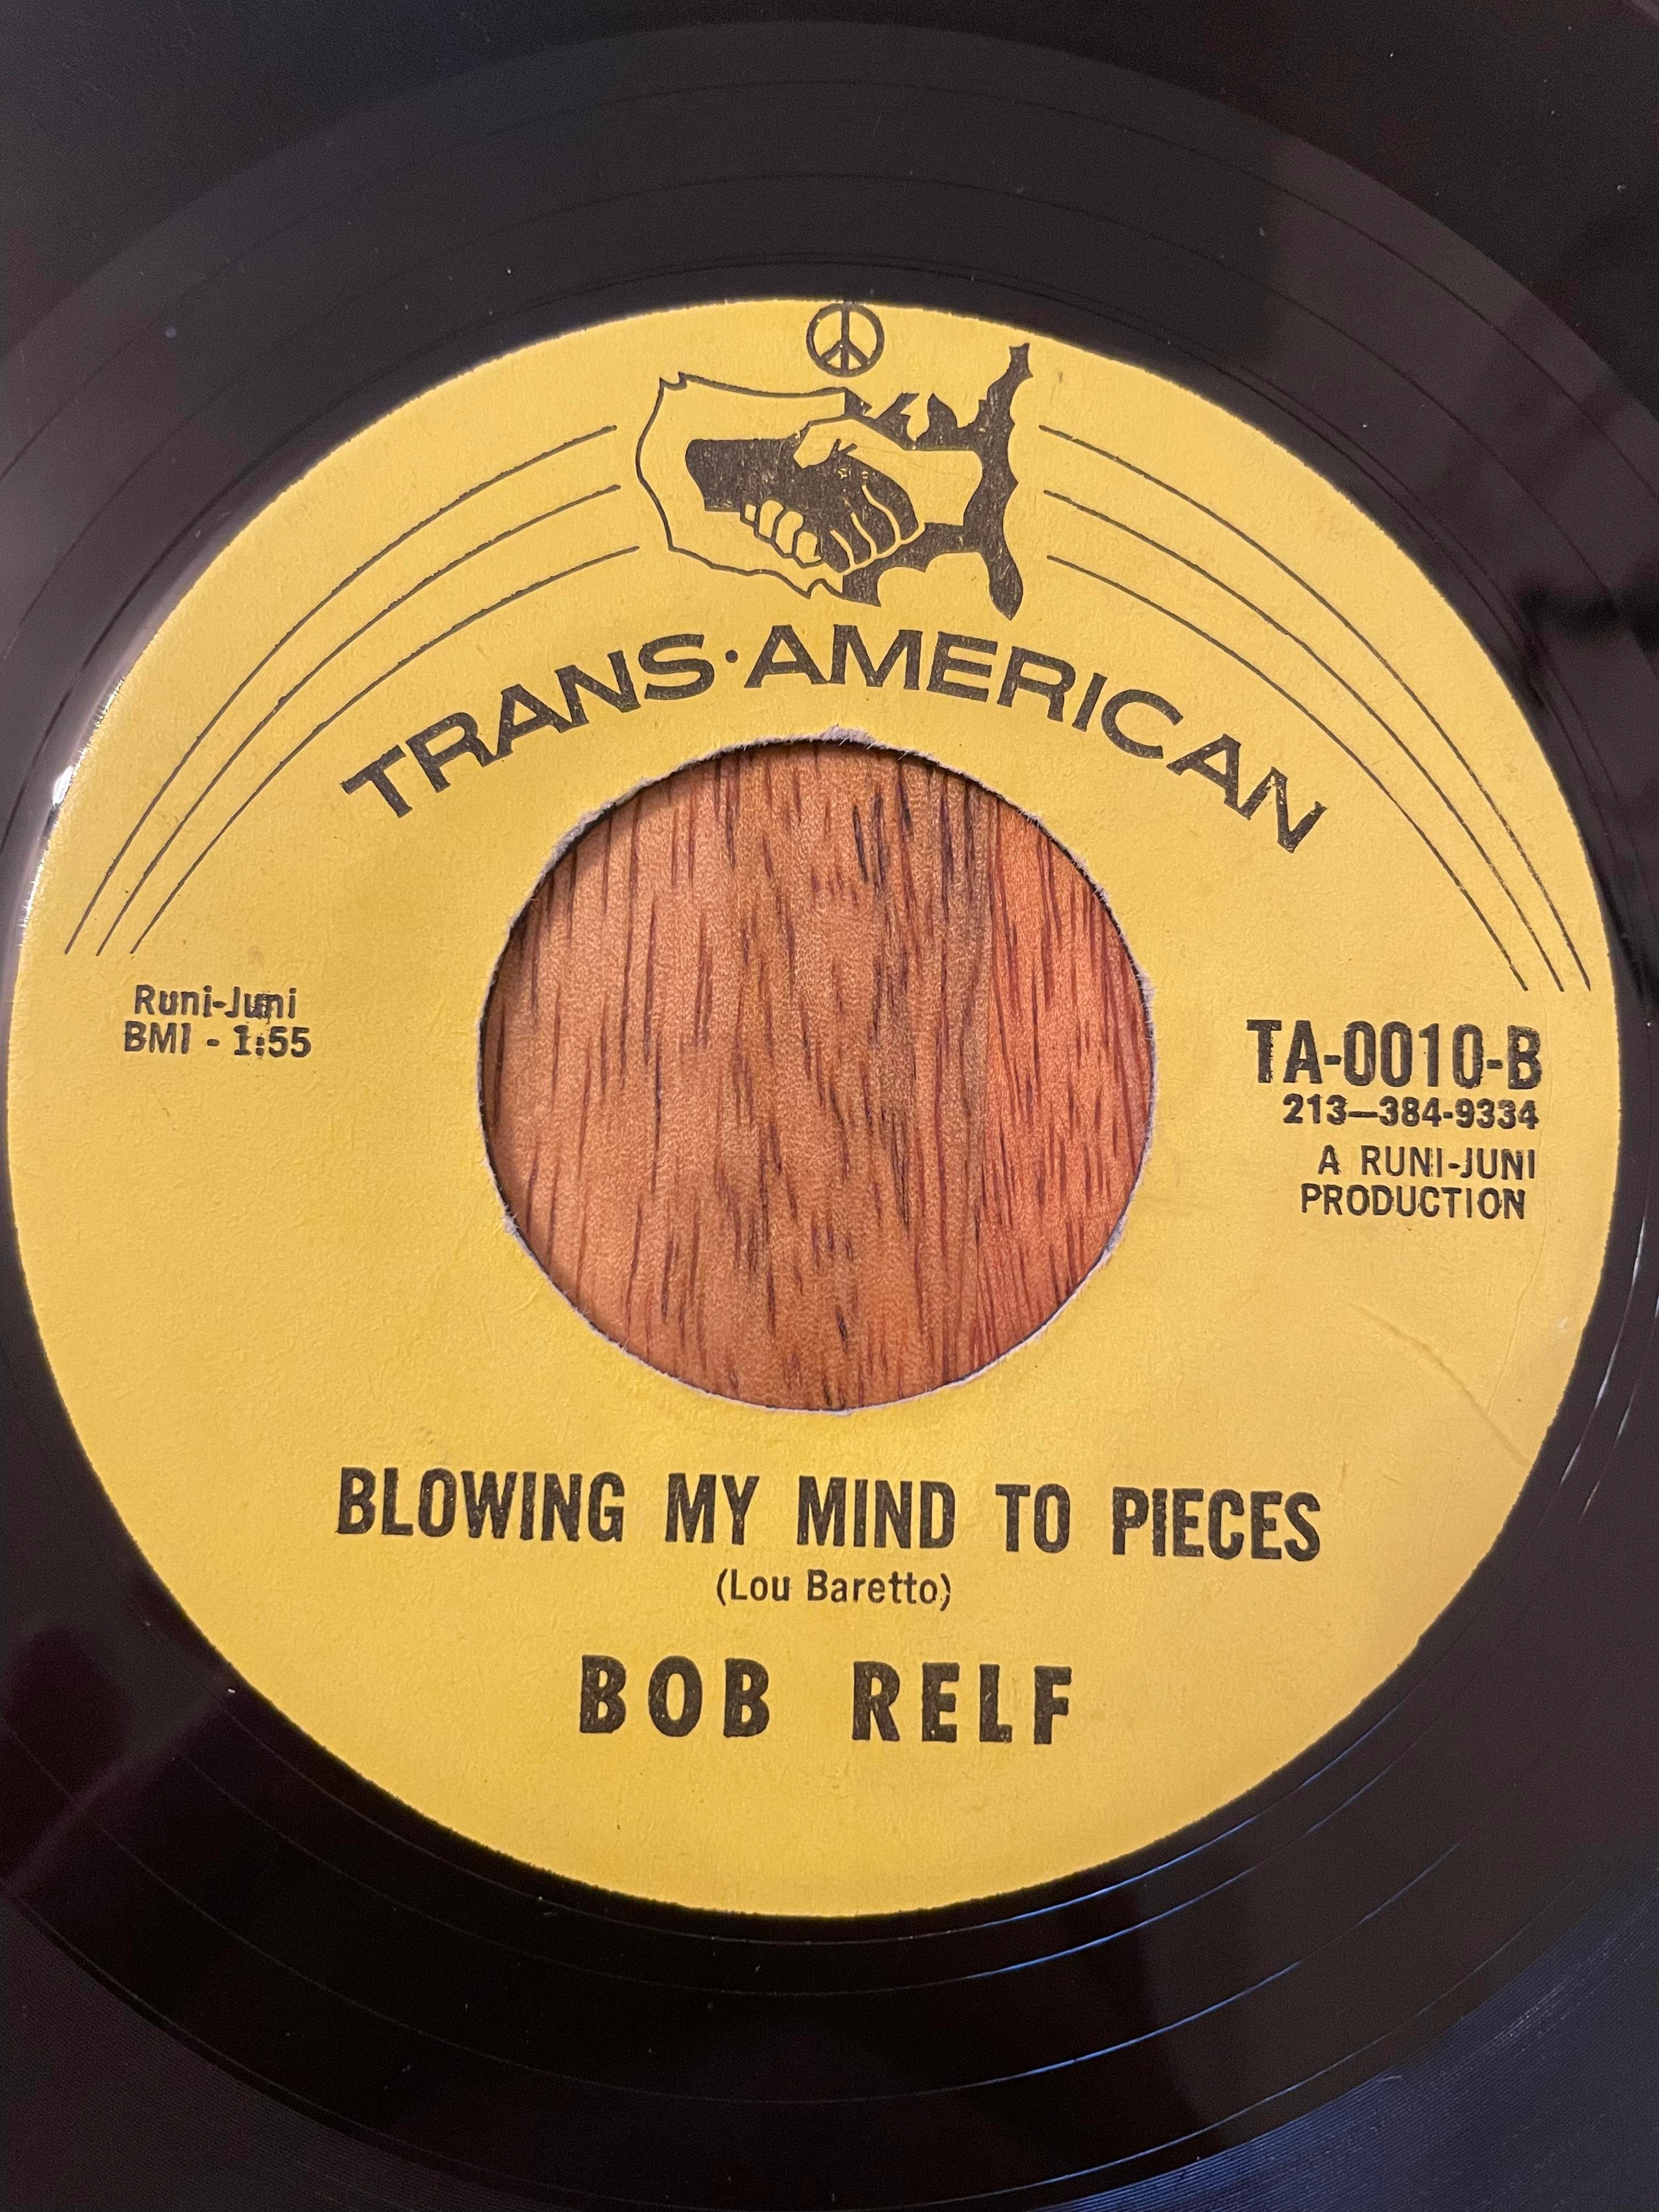 TRANS·AMERICAN
Runi-Juni
BMI - 1:55
TA-0010-B
213—384-9334
A RUNI-JUNI
PRODUCTION
BLOWING MY MIND TO PIECES
(Lou Baretto)
BOB RELF